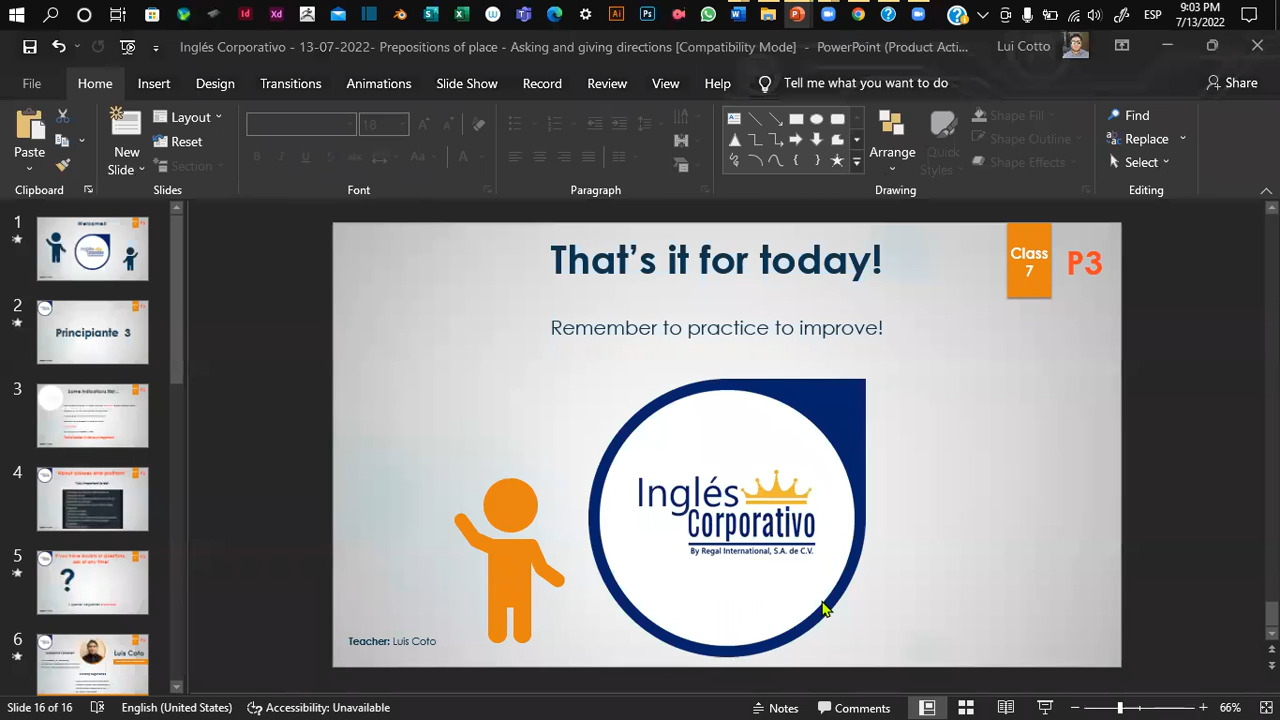 ESP
9:03 PM
7/13/2022
Inglés Corporativo - 13-07-2022- Prepositions of place - Asking and giving directions [Compatibility Mode] - PowerPoint (Product Acti...
Lui Cotto
File
Home
Insert
Design
Transitions
Animations
Slide Show
Record
Review
View
Help
Tell me what you want to do
Share
Paste
New
Slide
Layout
Reset
Section
18
Arrange
Quick
Styles
Shape Fill
Shape Outline
Shape Effects
Find
Replace
Select
Clipboard
Slides
Font
Paragraph
Drawing
Editing
1
Welcome!!
2
Principiante 3
3
4
5
?
6
Luis Coto
That's it for today!
Class
7
P3
Remember to practice to improve!
Inglés
Corporativo
By Regal International, S.A. de C.V.
Teacher: Luis Coto
Slide 16 of 16
English (United States)
Accessibility: Unavailable
Notes
Comments
66%